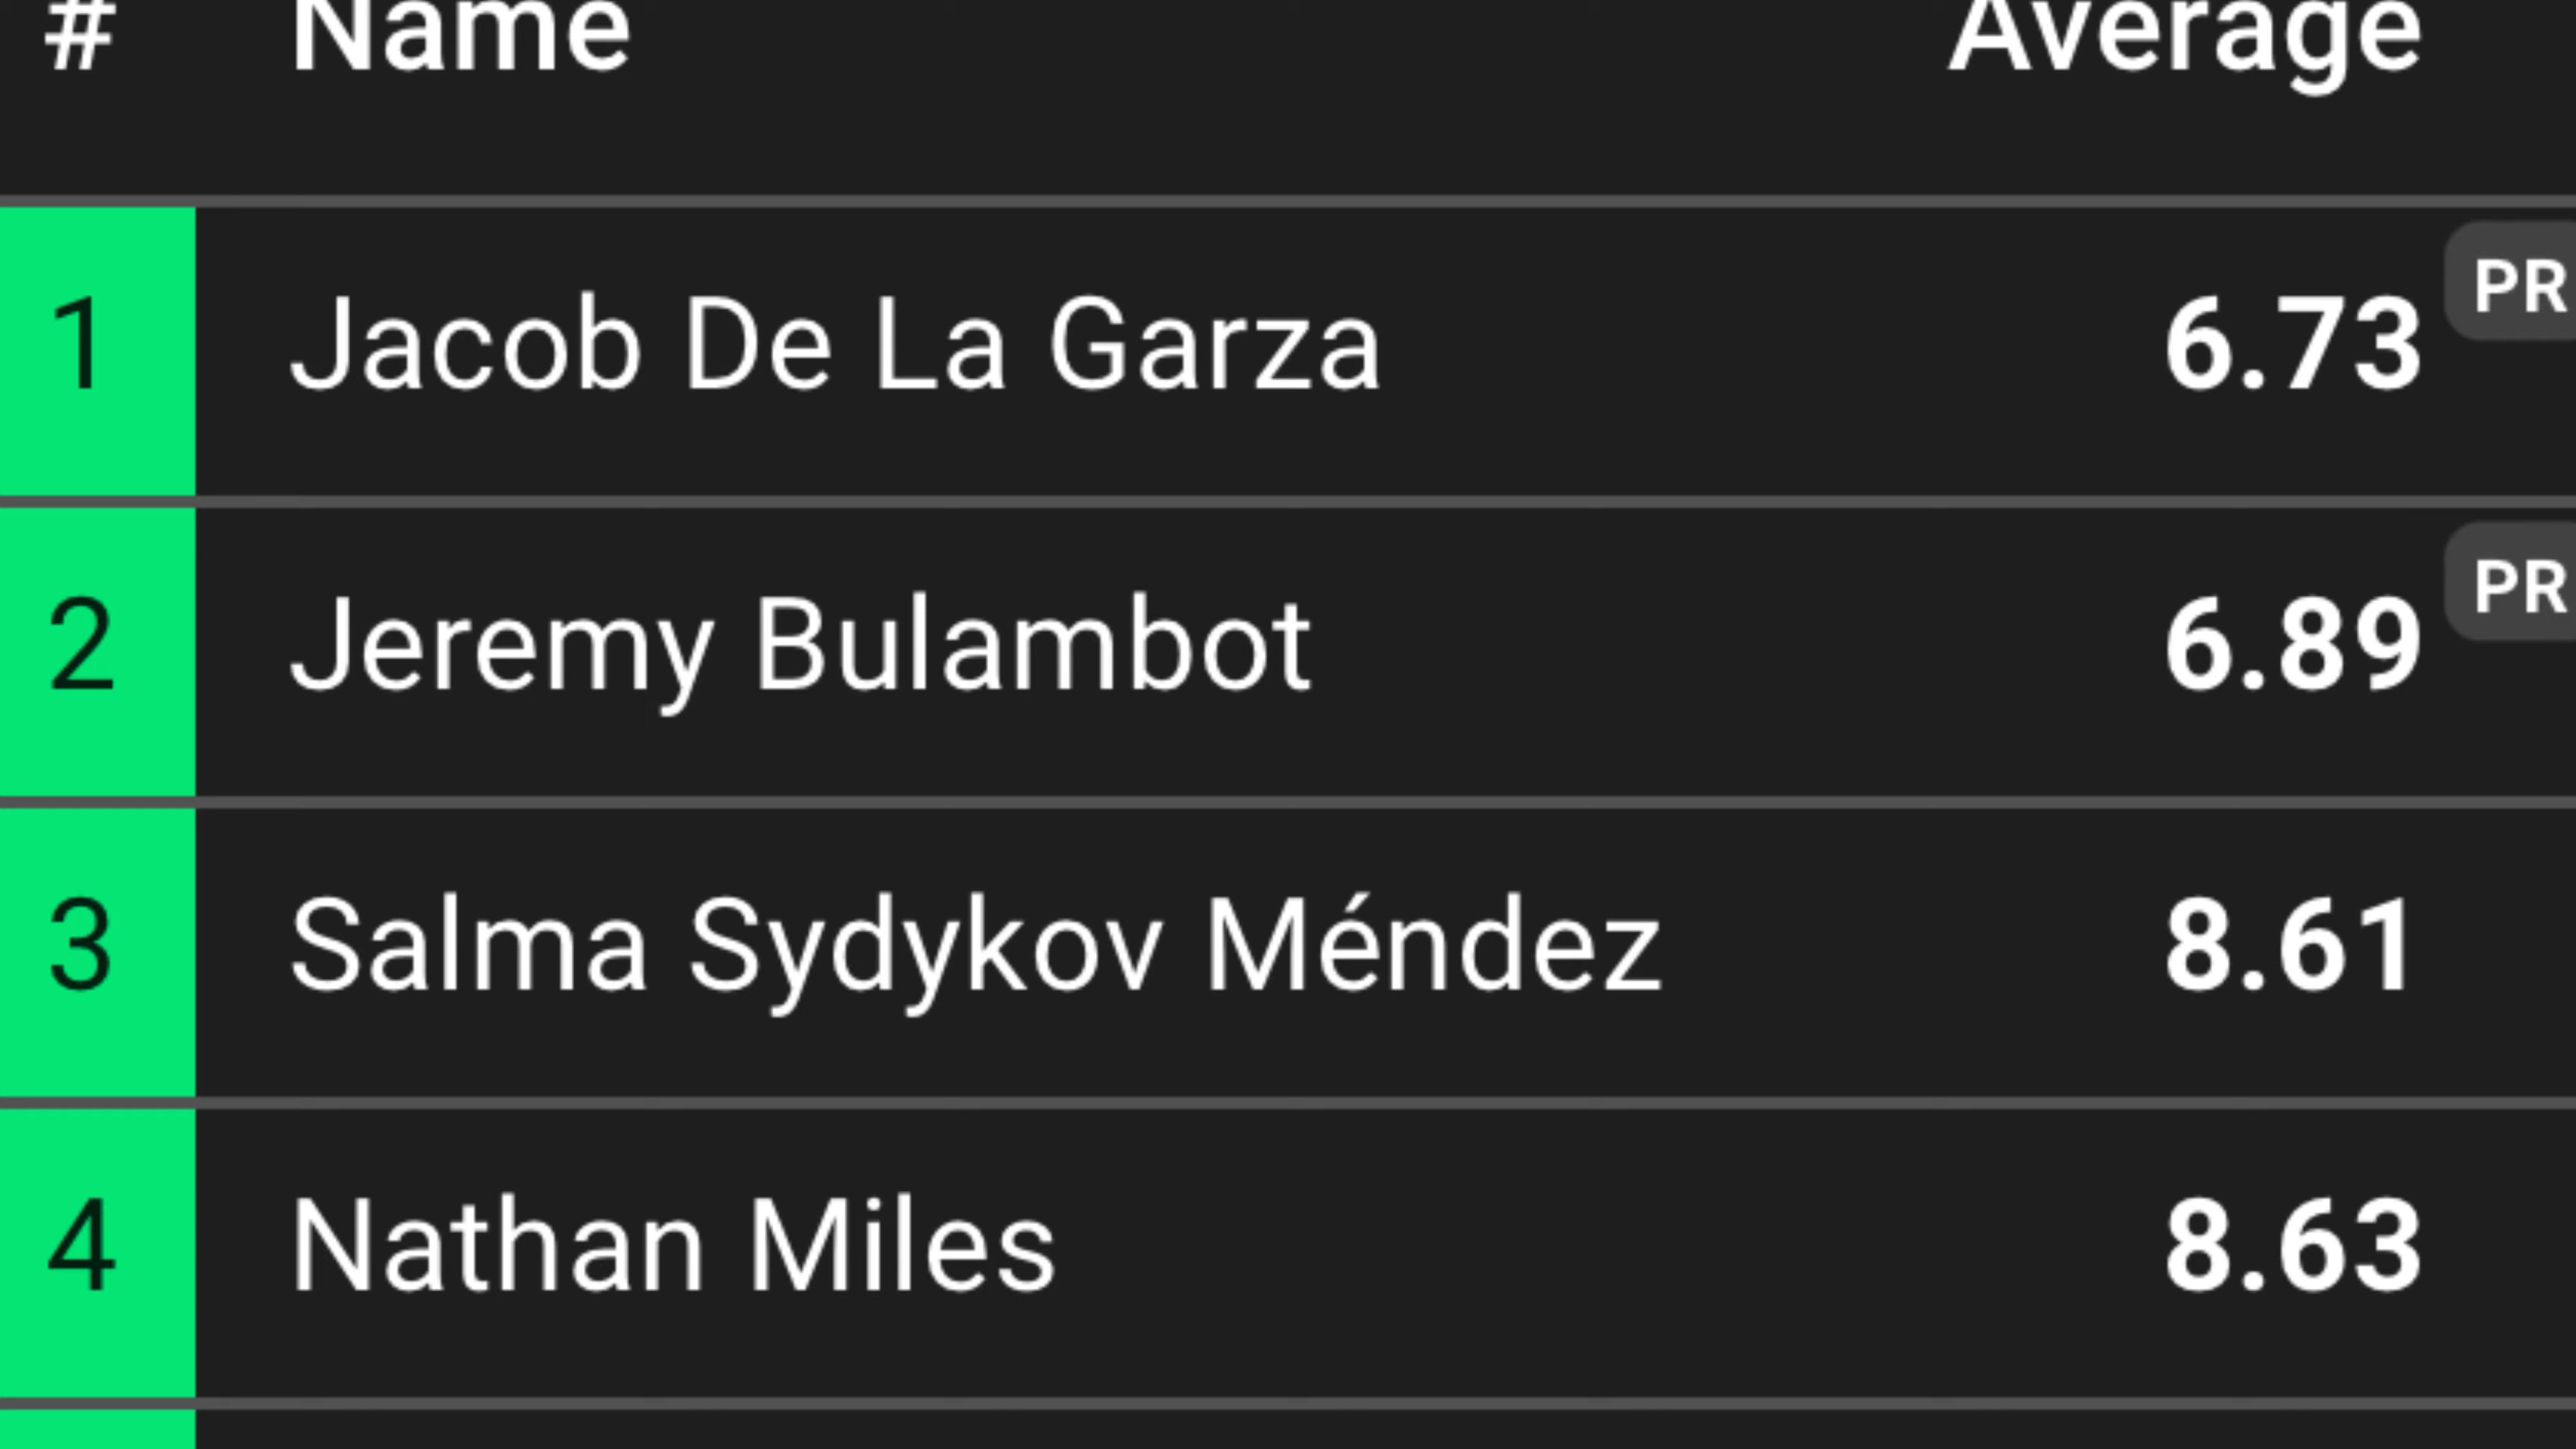 # Name Average
1 Jacob De La Garza 6.73 PR
2 Jeremy Bulambot 6.89 PR
3 Salma Sydykov Méndez 8.61
4 Nathan Miles 8.63